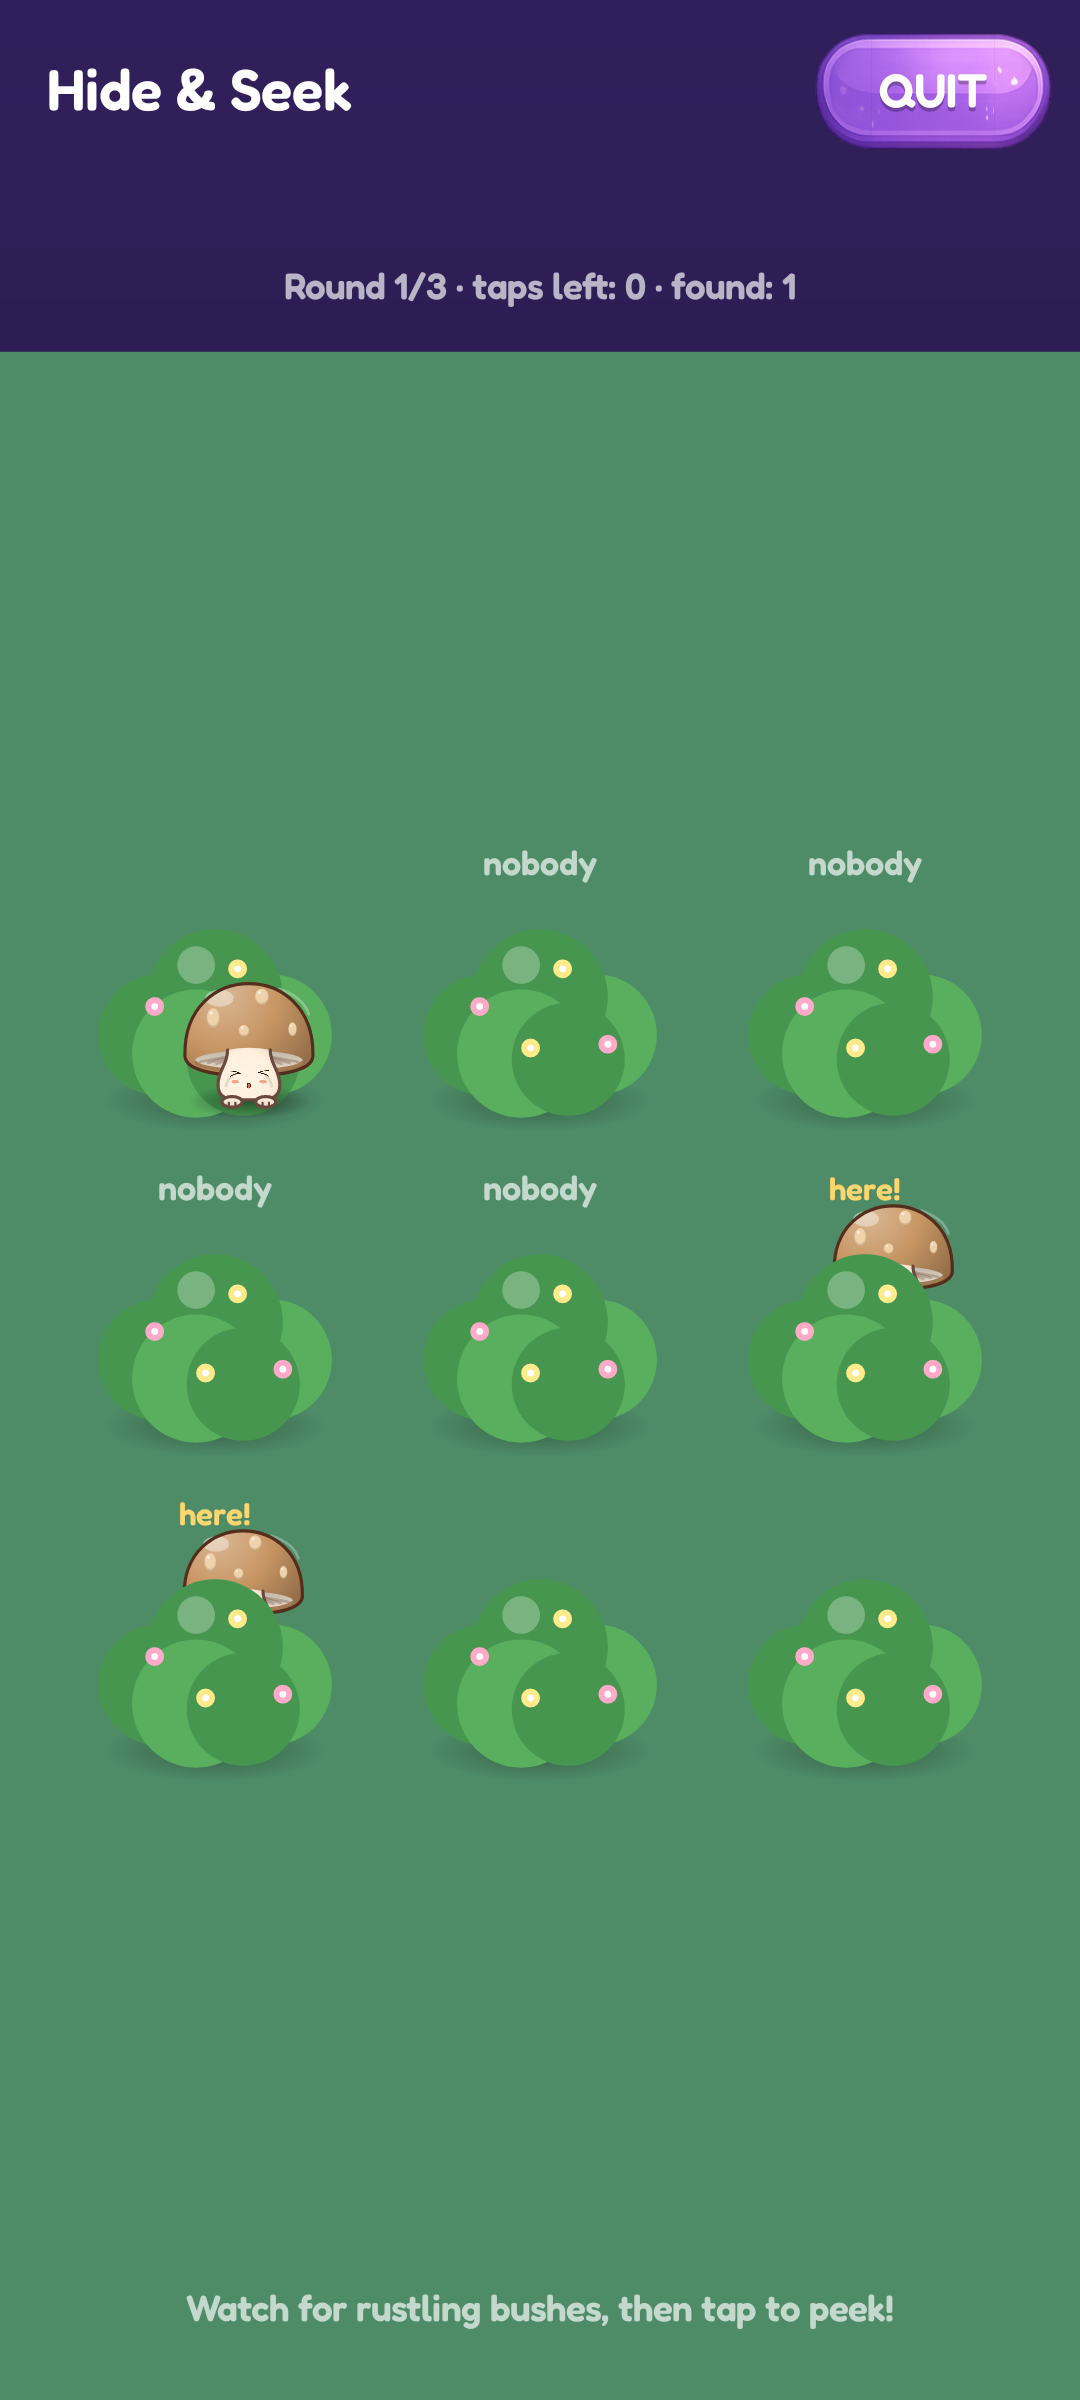 Hide & Seek
QUIT
Round 1/3 · taps left: 0 · found: 1
nobody
nobody
nobody
nobody
here!
here!
Watch for rustling bushes, then tap to peek!